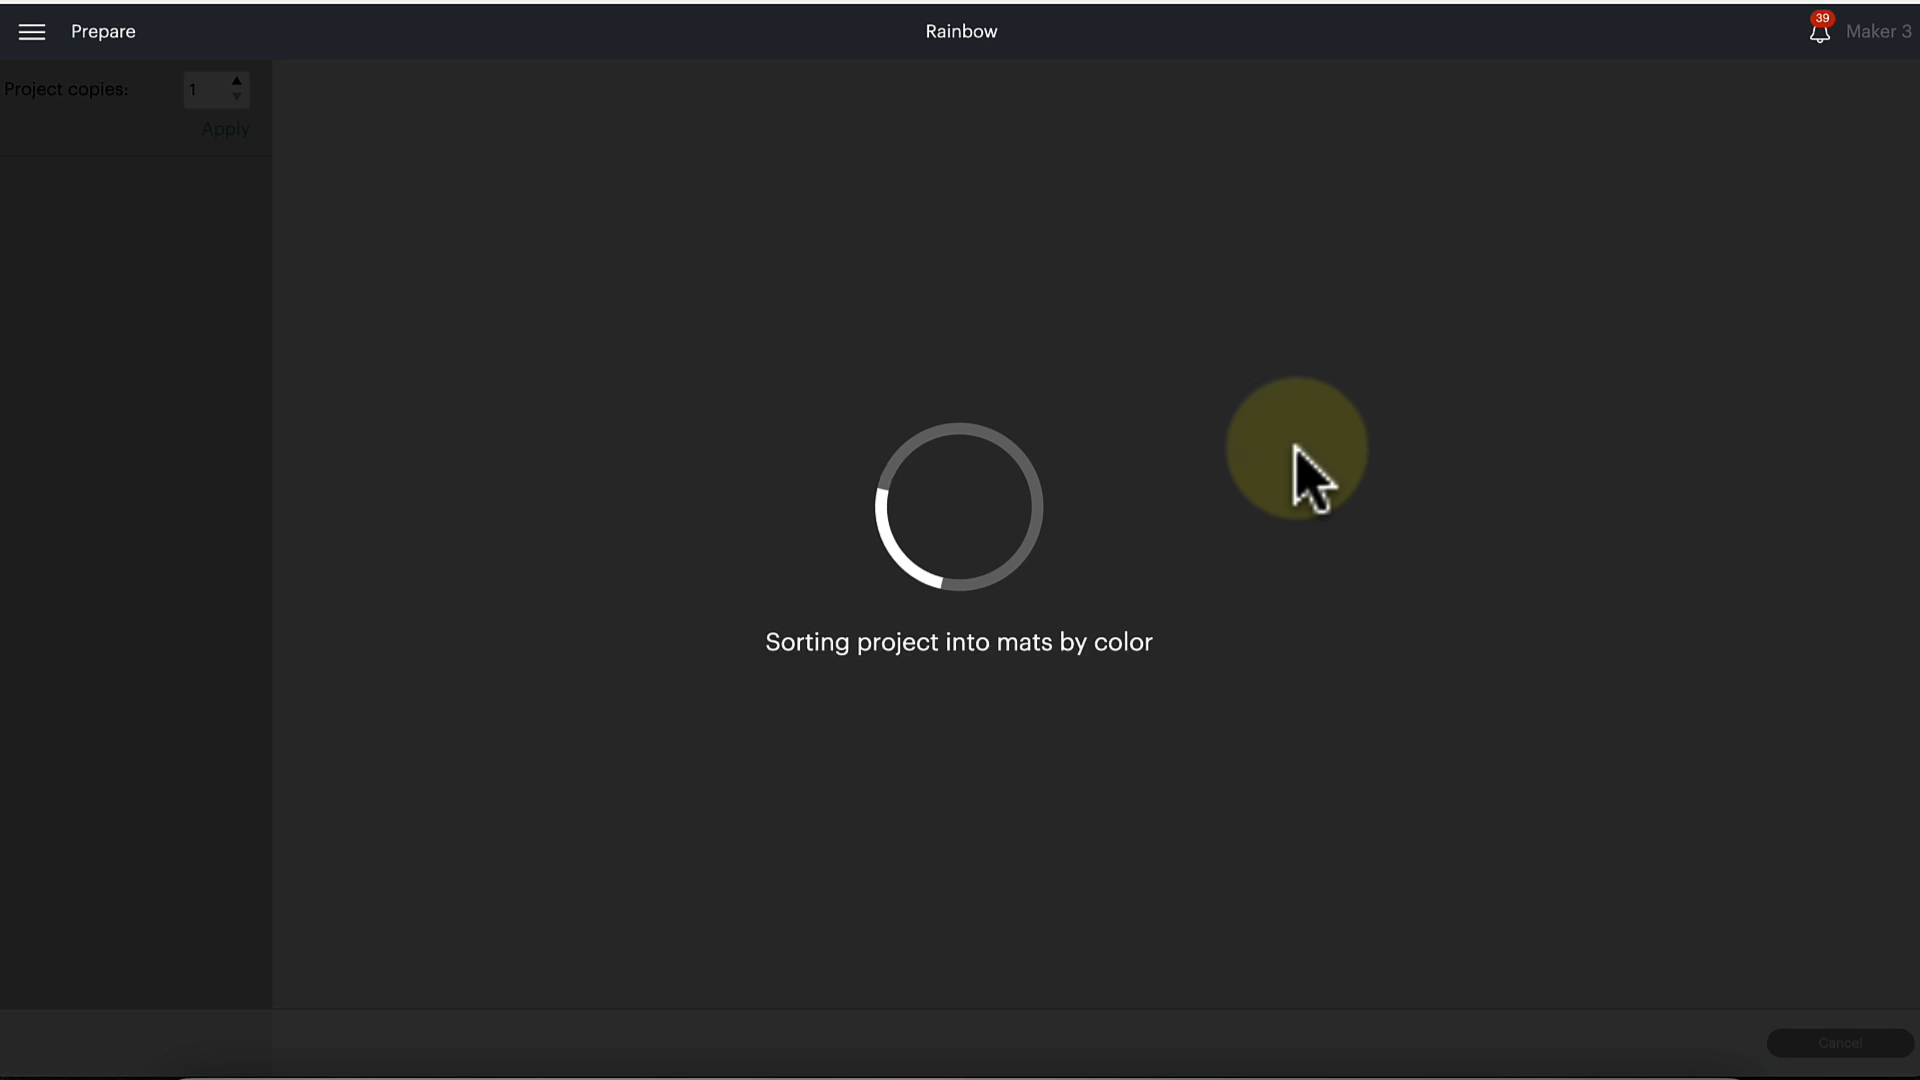 Prepare
Rainbow
39
Maker 3
Project copies:
1
Apply
Sorting project into mats by color
Cancel